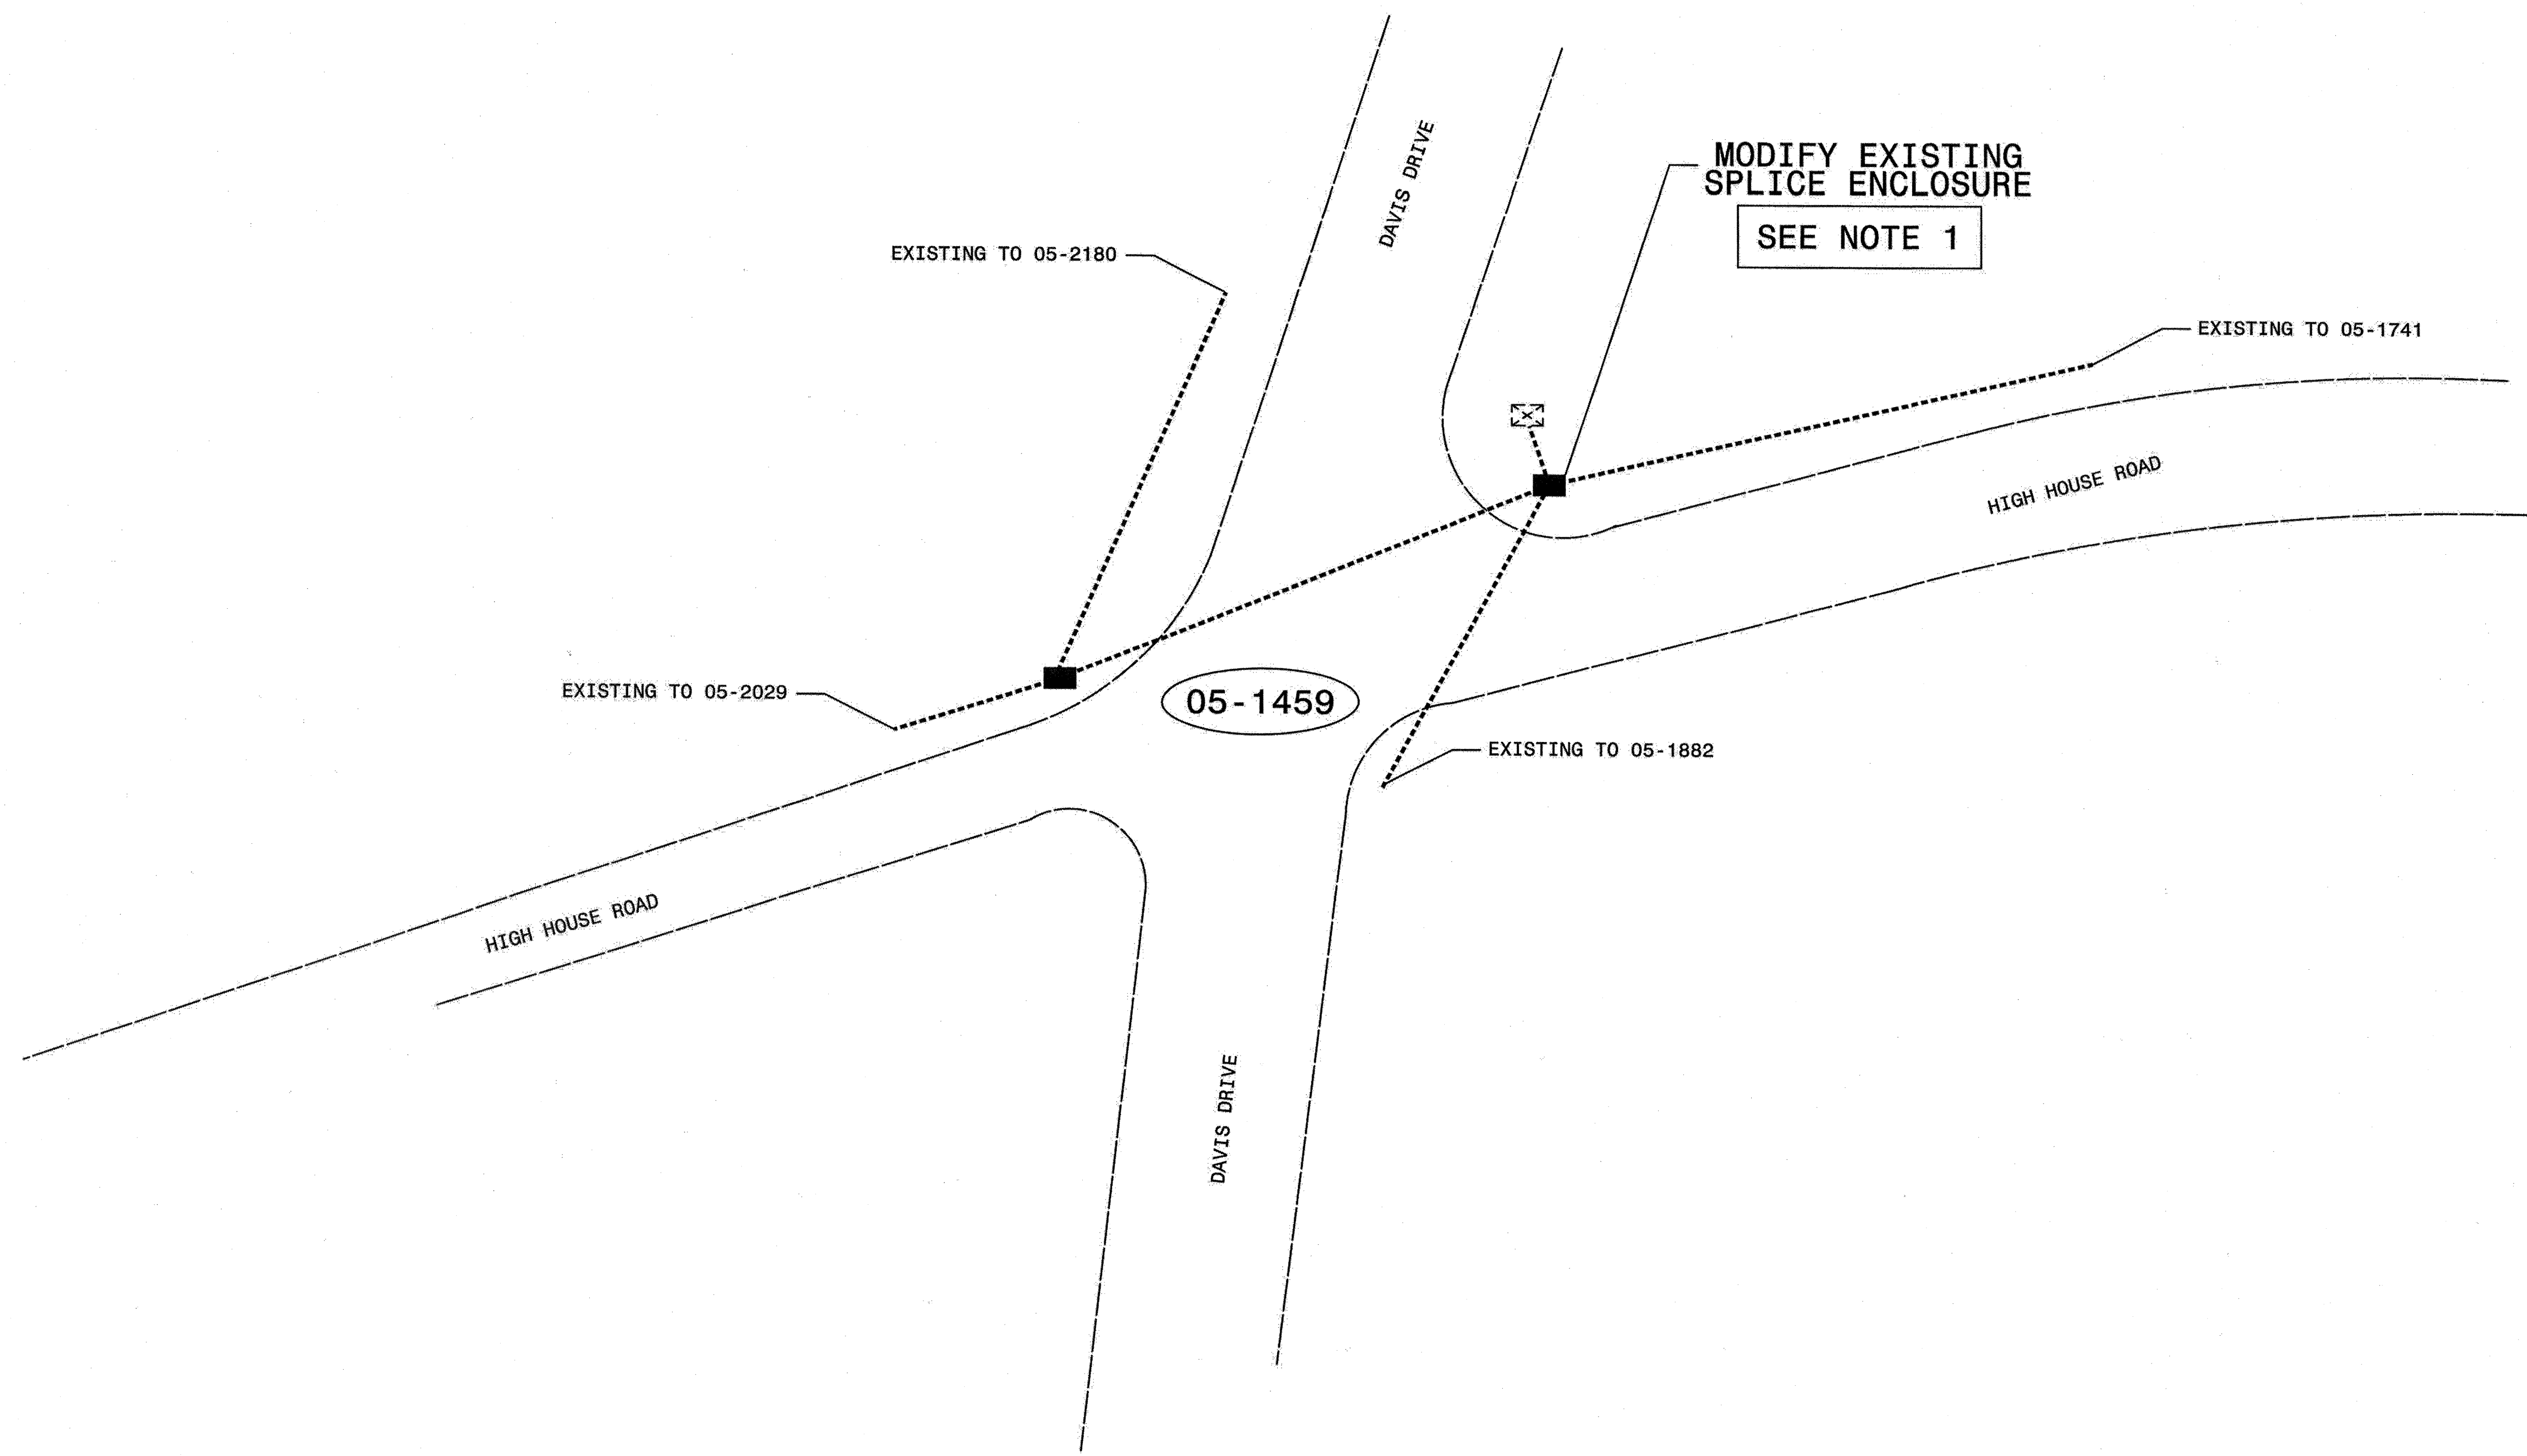 DAVIS DRIVE
MODIFY EXISTING
SPLICE ENCLOSURE
SEE NOTE 1
EXISTING TO 05-2180
EXISTING TO 05-1741
HIGH HOUSE ROAD
EXISTING TO 05-2029
05-1459
EXISTING TO 05-1882
HIGH HOUSE ROAD
DAVIS DRIVE